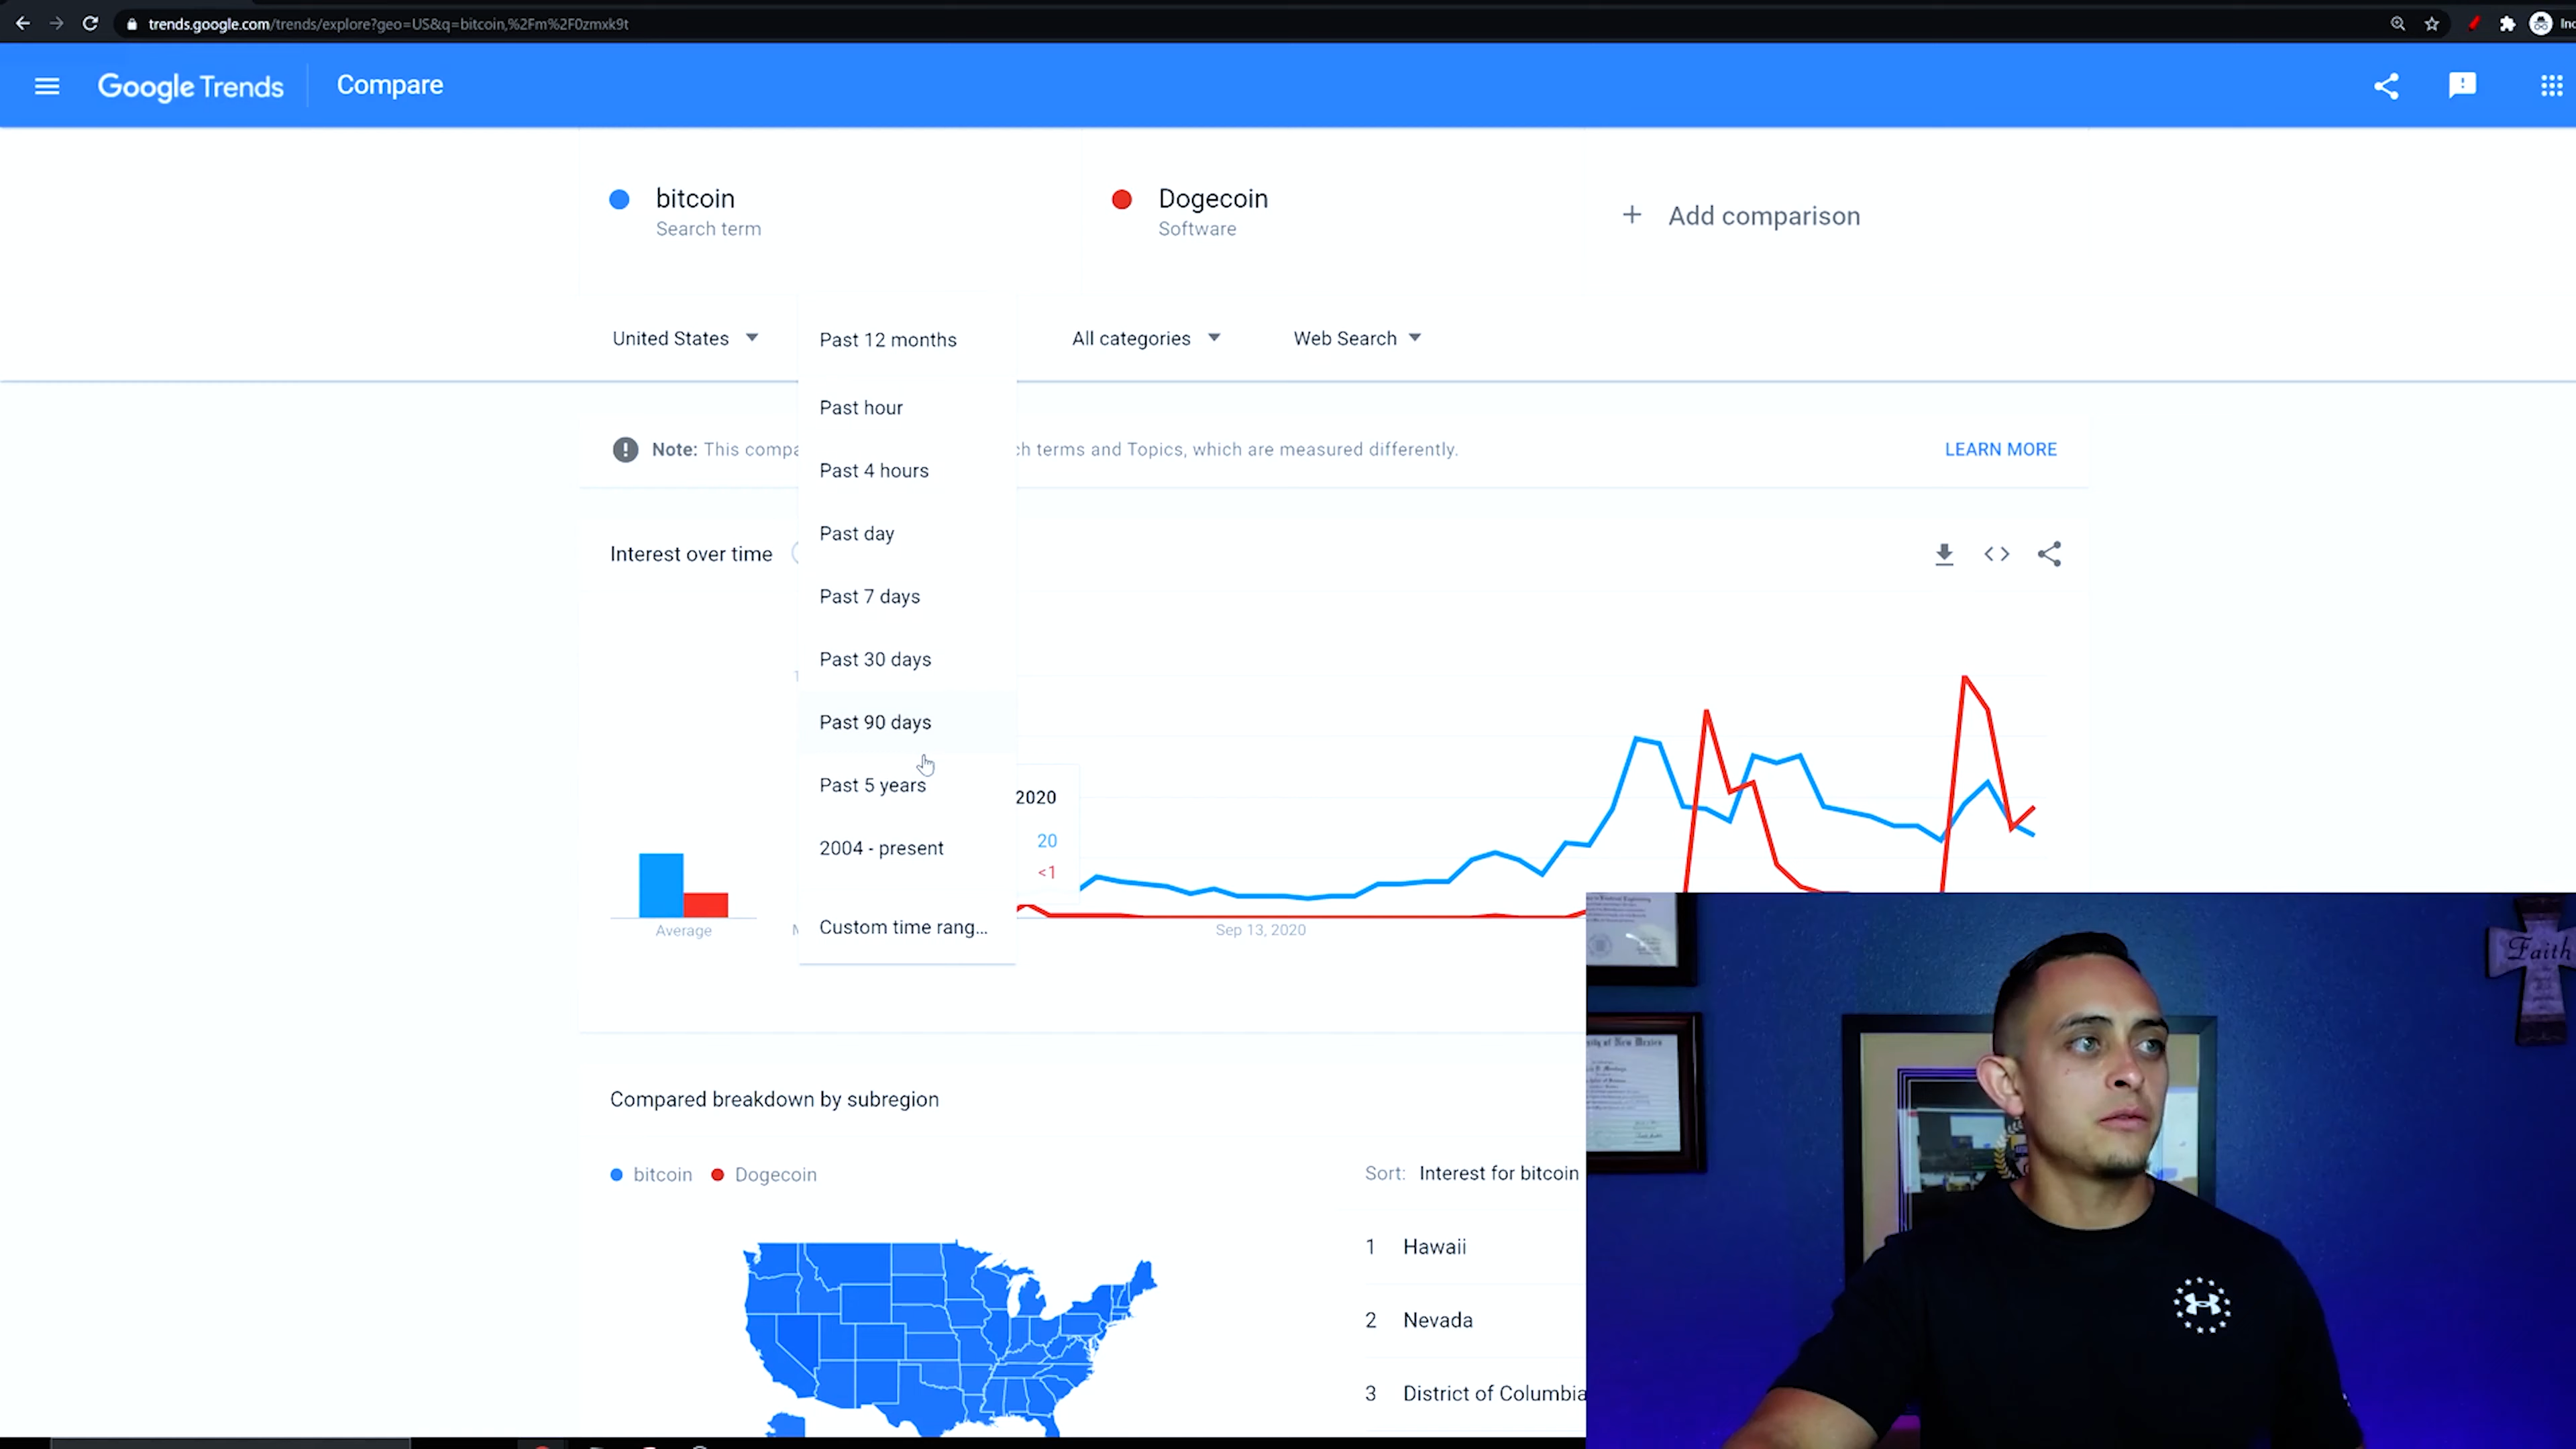 trends.google.com/trends/explore?geo=US&q=bitcoin,%2Fm%2F0zmxk9t
Google Trends
Compare
bitcoin
Search term
Dogecoin
Software
+ Add comparison
United States
Past 12 months
All categories
Web Search
Past hour
Past 4 hours
Past day
Past 7 days
Past 30 days
Past 90 days
Past 5 years
2004 - present
Custom time rang...
Note: This compa
ch terms and Topics, which are measured differently.
LEARN MORE
Interest over time
2020
20
<1
Average
Sep 13, 2020
Compared breakdown by subregion
bitcoin
Dogecoin
Sort: Interest for bitcoin
1 Hawaii
2 Nevada
3 District of Columbia
Faith